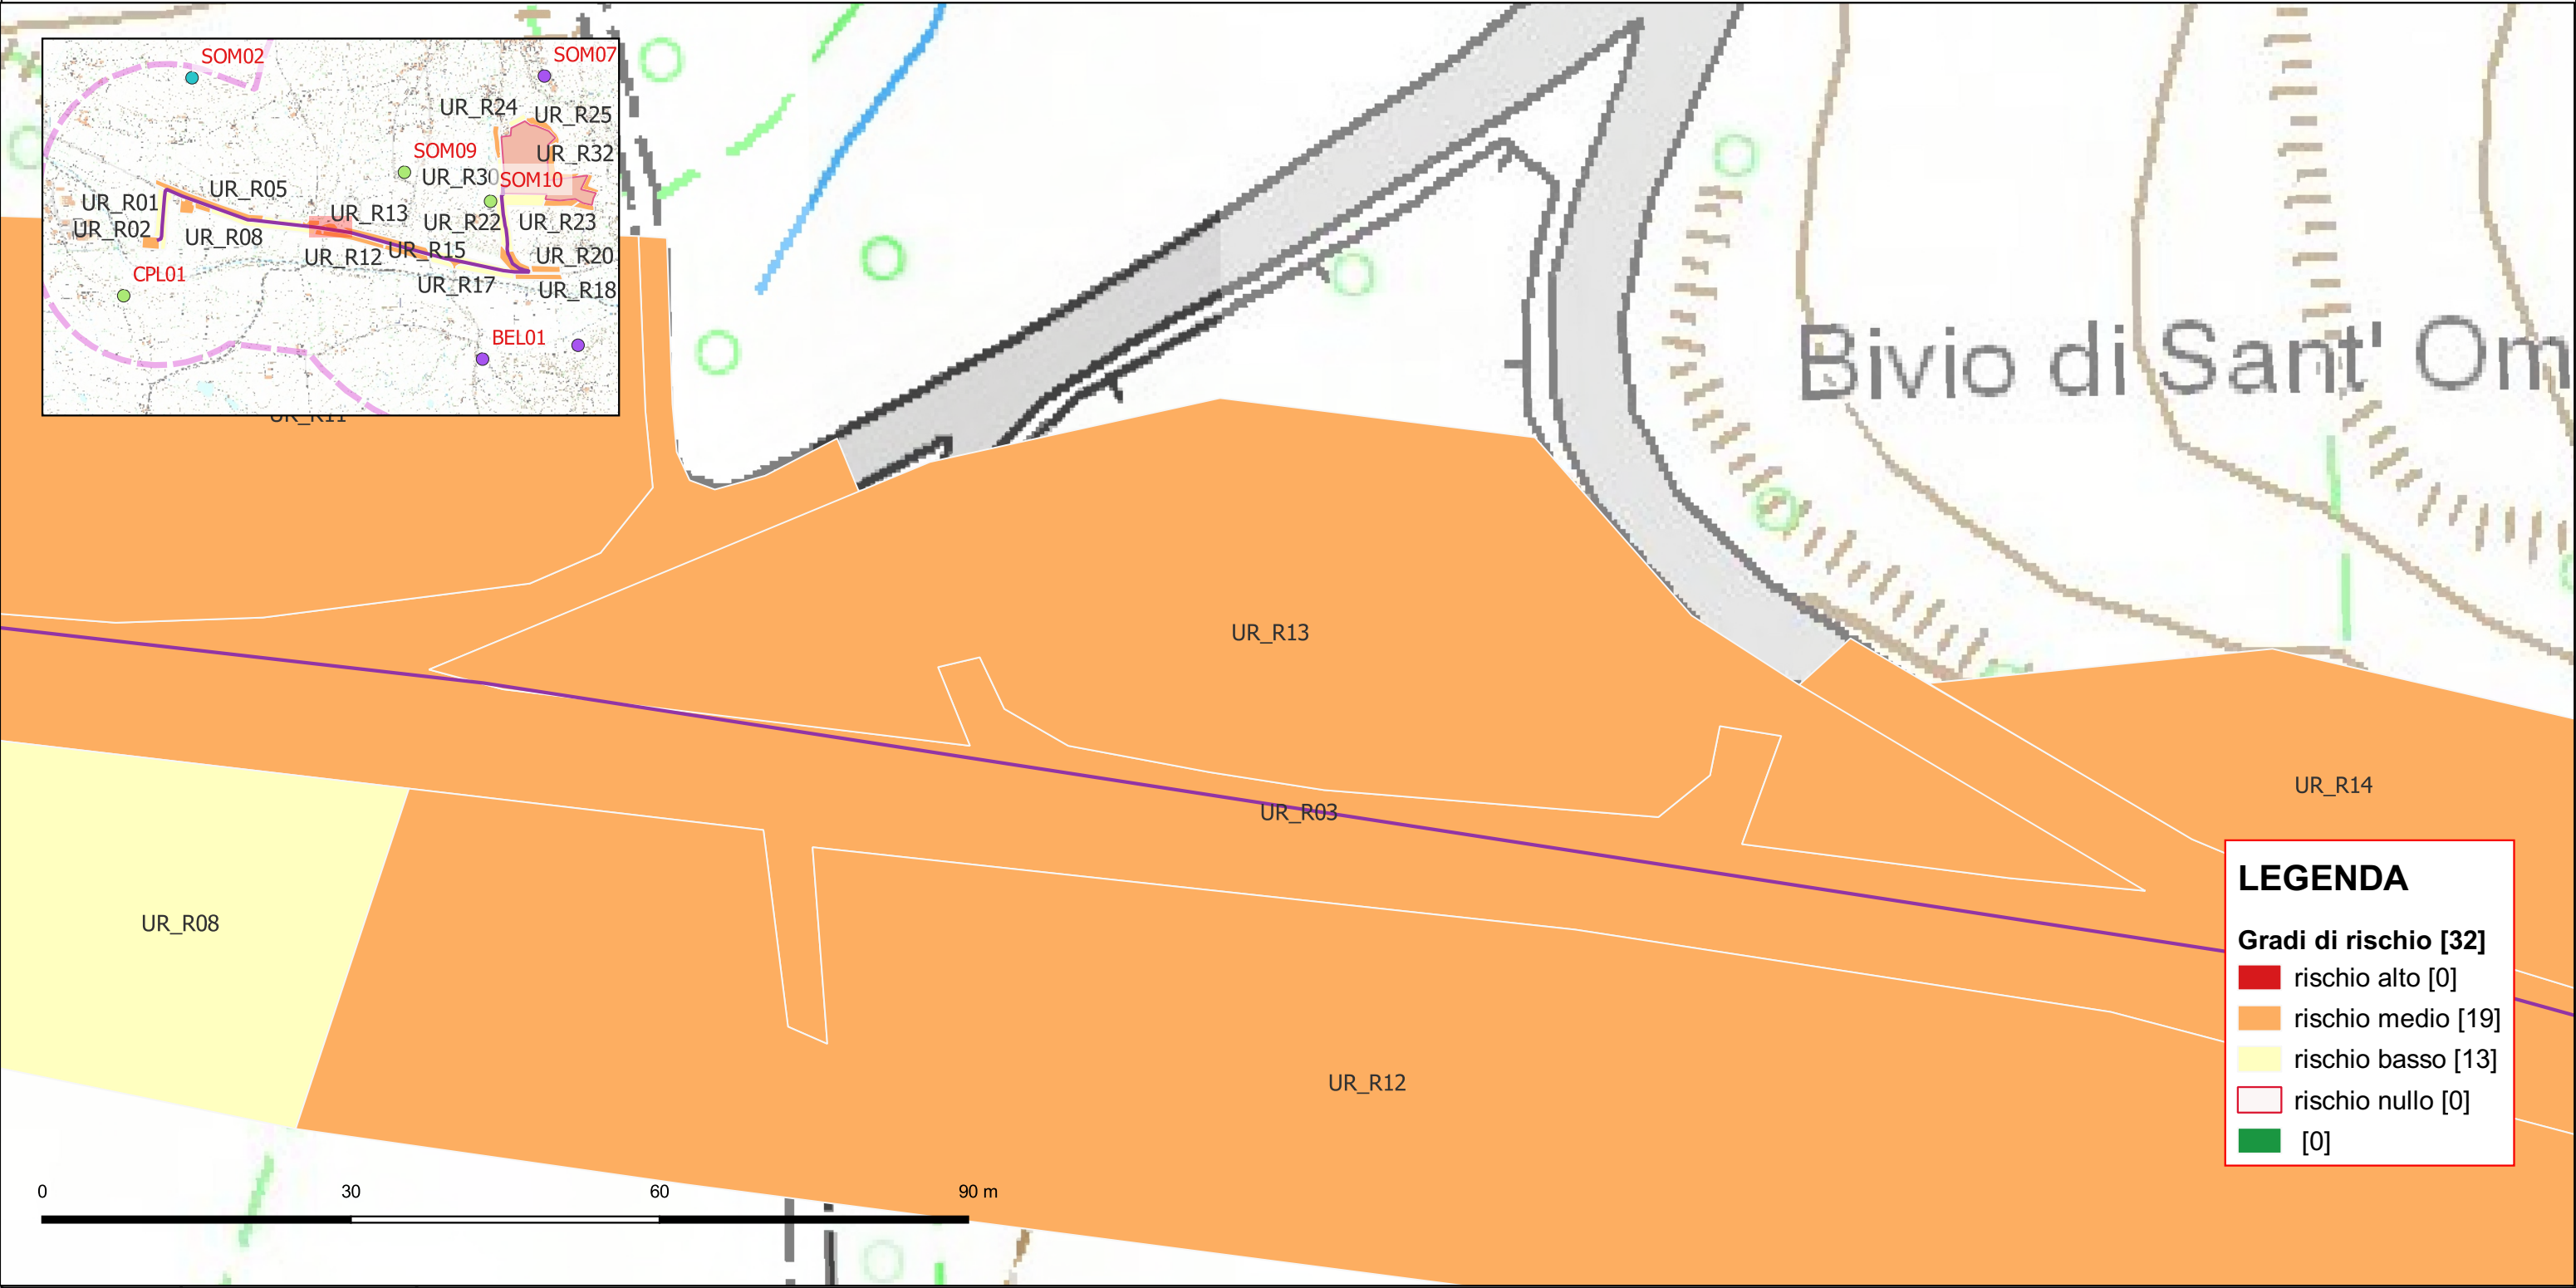 SOM02
SOM07
UR_R24
UR_R25
SOM09
UR_R32
UR_R30
SOM10
UR_R05
UR_R01
UR_R13
UR_R22
UR_R23
UR_R02
UR_R08
UR_R12
UR_R15
UR_R20
CPL01
UR_R17
UR_R18
BEL01
UR_R11
Bivio di Sant' Om
UR_R13
UR_R14
UR_R03
UR_R08
UR_R12
LEGENDA
Gradi di rischio [32]
rischio alto [0]
rischio medio [19]
rischio basso [13]
rischio nullo [0]
[0]
0 30 60 90 m